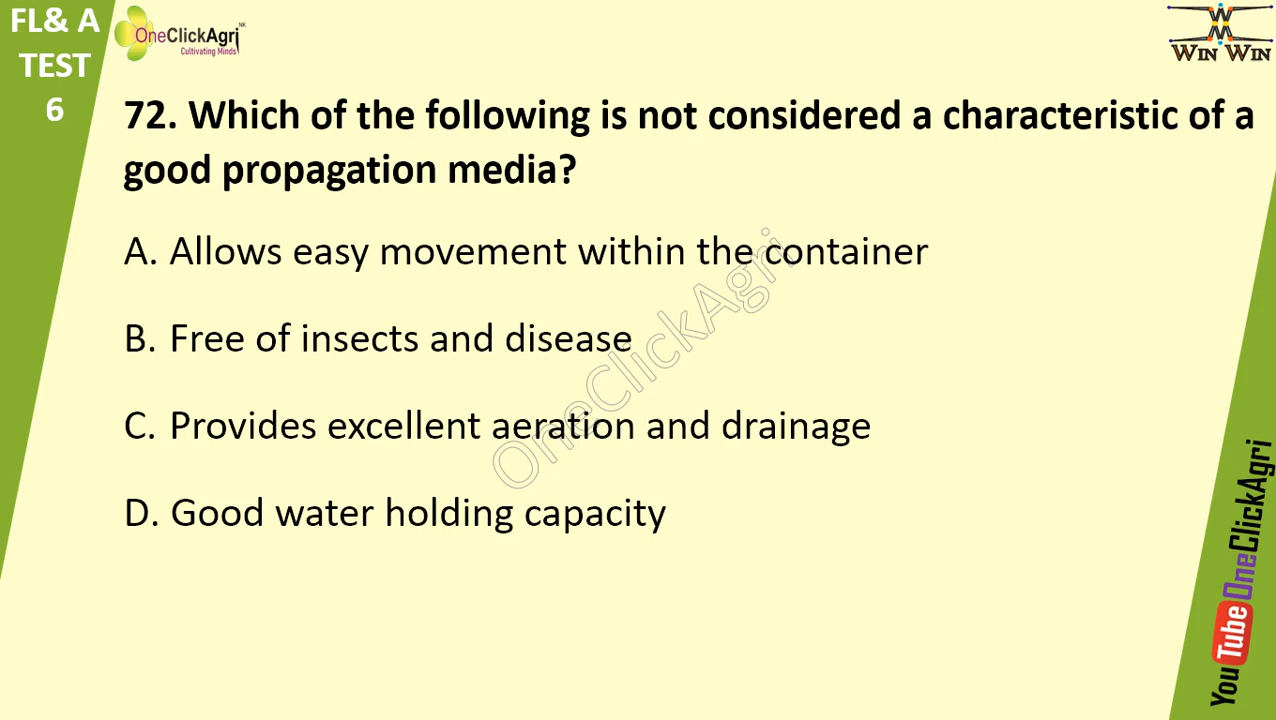 FL& A
TEST
6
OneClickAgri NK
Cultivating Minds
WIN WIN
72. Which of the following is not considered a characteristic of a
good propagation media?
A. Allows easy movement within the container
B. Free of insects and disease
C. Provides excellent aeration and drainage
D. Good water holding capacity
OneClickAgri
YouTube OneClickAgri